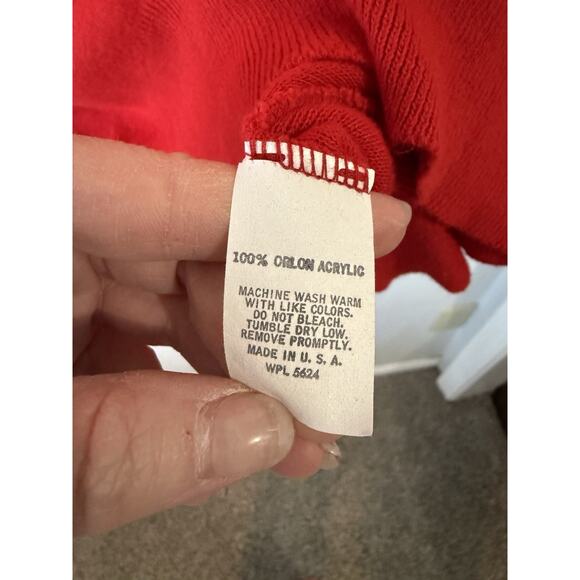 100% ORLON ACRYLIC
MACHINE WASH WARM
WITH LIKE COLORS.
DO NOT BLEACH.
TUMBLE DRY LOW.
REMOVE PROMPTLY.
MADE IN U. S. A.
WPL 5624